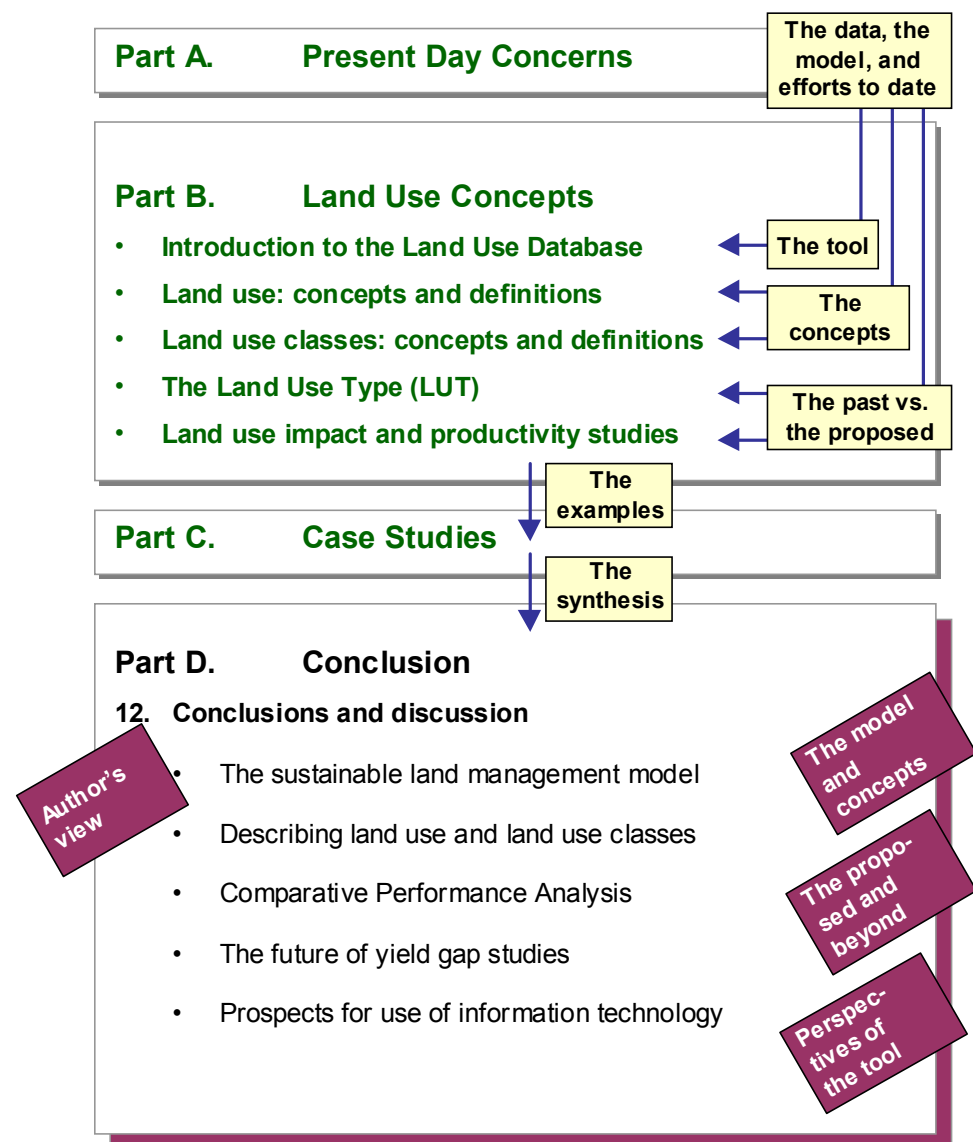 Part A. Present Day Concerns
The data, the
model, and
efforts to date
Part B. Land Use Concepts
• Introduction to the Land Use Database
The tool
• Land use: concepts and definitions
• Land use classes: concepts and definitions
The
concepts
• The Land Use Type (LUT)
• Land use impact and productivity studies
The past vs.
the proposed
The
examples
Part C. Case Studies
The
synthesis
Part D. Conclusion
12. Conclusions and discussion
Author's
view
• The sustainable land management model
• Describing land use and land use classes
• Comparative Performance Analysis
• The future of yield gap studies
• Prospects for use of information technology
The model
and
concepts
The propo-
sed and
beyond
Perspec-
tives of
the tool